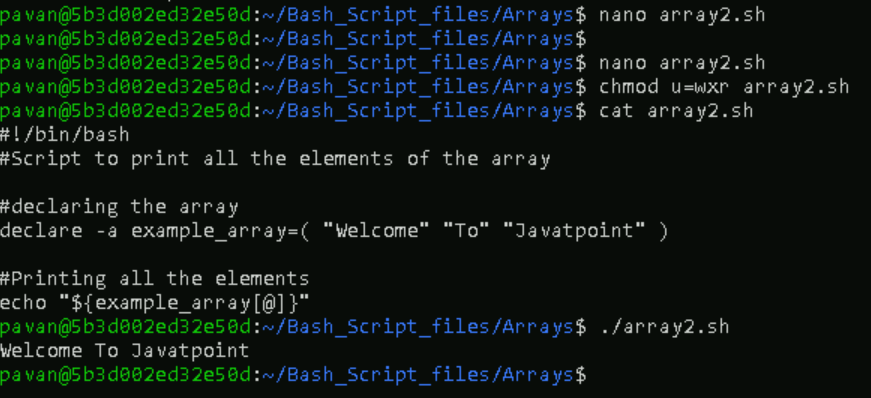 pavan@5b3d002ed32e50d:~/Bash_Script_files/Arrays$ nano array2.sh
pavan@5b3d002ed32e50d:~/Bash_Script_files/Arrays$
pavan@5b3d002ed32e50d:~/Bash_Script_files/Arrays$ nano array2.sh
pavan@5b3d002ed32e50d:~/Bash_Script_files/Arrays$ chmod u=wxr array2.sh
pavan@5b3d002ed32e50d:~/Bash_Script_files/Arrays$ cat array2.sh
#!/bin/bash
#Script to print all the elements of the array

#declaring the array
declare -a example_array=( "Welcome" "To" "Javatpoint" )

#Printing all the elements
echo "${example_array[@]}"
pavan@5b3d002ed32e50d:~/Bash_Script_files/Arrays$ ./array2.sh
Welcome To Javatpoint
pavan@5b3d002ed32e50d:~/Bash_Script_files/Arrays$